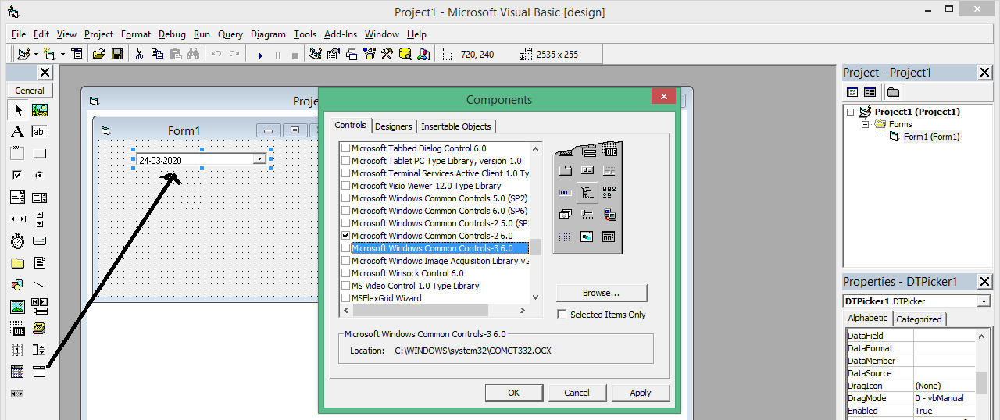 Project1 - Microsoft Visual Basic [design]
File Edit View Project Format Debug Run Query Diagram Tools Add-Ins Window Help
720, 240 2535 x 255
General
Form1
24-03-2020
Components
Controls Designers Insertable Objects
Microsoft Tabbed Dialog Control 6.0
Microsoft Tablet PC Type Library, version 1.0
Microsoft Terminal Services Active Client 1.0 Ty
Microsoft Visio Viewer 12.0 Type Library
Microsoft Windows Common Controls 5.0 (SP2)
Microsoft Windows Common Controls 6.0 (SP6)
Microsoft Windows Common Controls-2 5.0 (SP
Microsoft Windows Common Controls-2 6.0
Microsoft Windows Common Controls-3 6.0
Microsoft Windows Image Acquisition Library v2
Microsoft Winsock Control 6.0
MS Video Control 1.0 Type Library
MSFlexGrid Wizard
OLE
Browse...
Selected Items Only
Microsoft Windows Common Controls-3 6.0
Location: C:\WINDOWS\system32\COMCT332.OCX
OK Cancel Apply
Project - Project1
Project1 (Project1)
Forms
Form1 (Form1)
Properties - DTPicker1
DTPicker1 DTPicker
Alphabetic Categorized
DataField
DataFormat
DataMember
DataSource
DragIcon (None)
DragMode 0 - vbManual
Enabled True
A ab
OLE